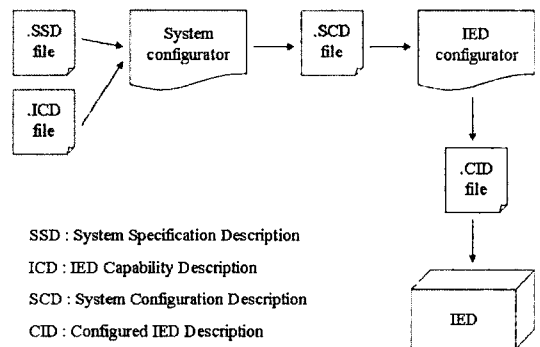 .SSD
file
System
configurator
.SCD
file
IED
configurator
.ICD
file
.CID
file
SSD : System Specification Description
ICD : IED Capability Description
SCD : System Configuration Description
CID : Configured IED Description
IED